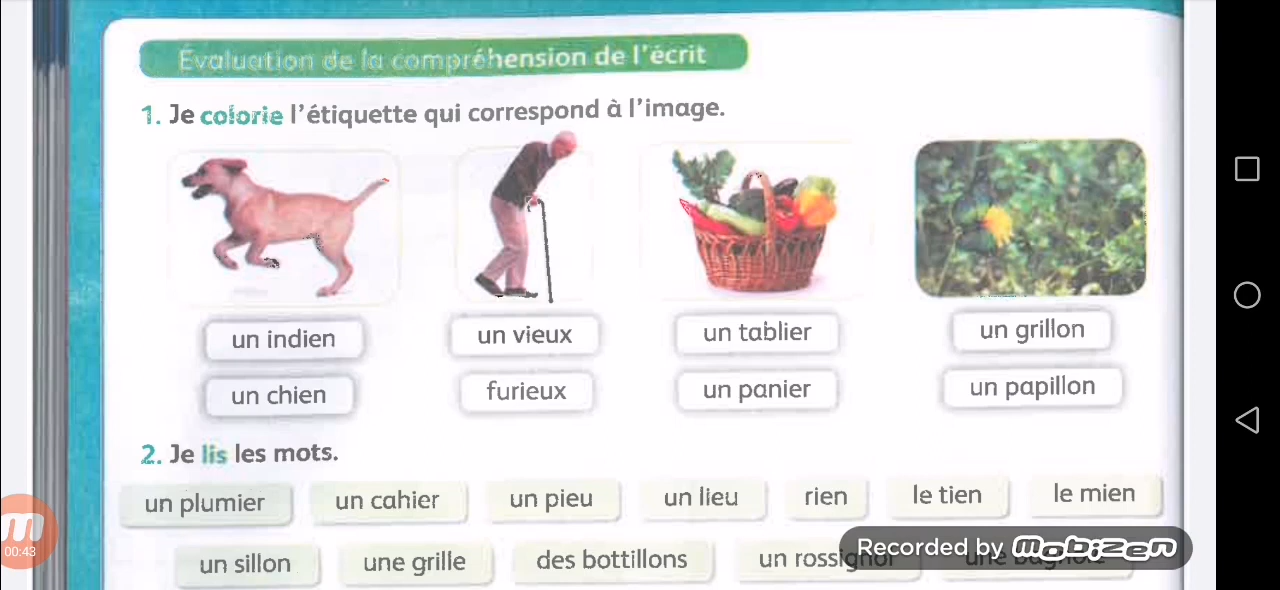 Évaluation de la compréhension de l'écrit
1. Je colorie l'étiquette qui correspond à l'image.
un indien un vieux un tablier un grillon
un chien furieux un panier un papillon
2. Je lis les mots.
un plumier un cahier un pieu un lieu rien le tien le mien
un sillon une grille des bottillons un rossignol
Recorded by Mobizen
00:43